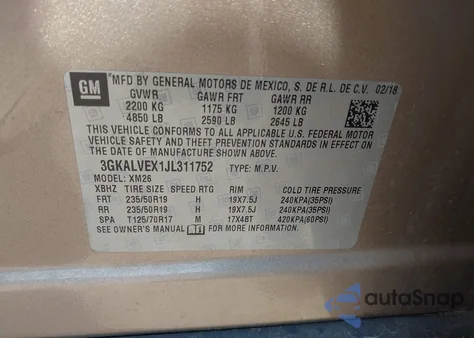 GM
*MFD BY GENERAL MOTORS DE MEXICO, S. DE R.L. DE C.V. 02/18
GVWR GAWR FRT GAWR RR
2200 KG 1175 KG 1200 KG
4850 LB 2590 LB 2645 LB
THIS VEHICLE CONFORMS TO ALL APPLICABLE U.S. FEDERAL MOTOR
VEHICLE SAFETY AND THEFT PREVENTION STANDARDS IN EFFECT ON
THE DATE OF MANUFACTURE SHOWN ABOVE.
3GKALVEX1JL311752 TYPE: M.P.V.
MODEL: XM26
XBHZ TIRE SIZE SPEED RTG RIM COLD TIRE PRESSURE
FRT 235/50R19 H 19X7.5J 240KPA(35PSI)
RR 235/50R19 H 19X7.5J 240KPA(35PSI)
SPA T125/70R17 M 17X4BT 420KPA(60PSI)
SEE OWNER'S MANUAL FOR MORE INFORMATION.
autoSnap